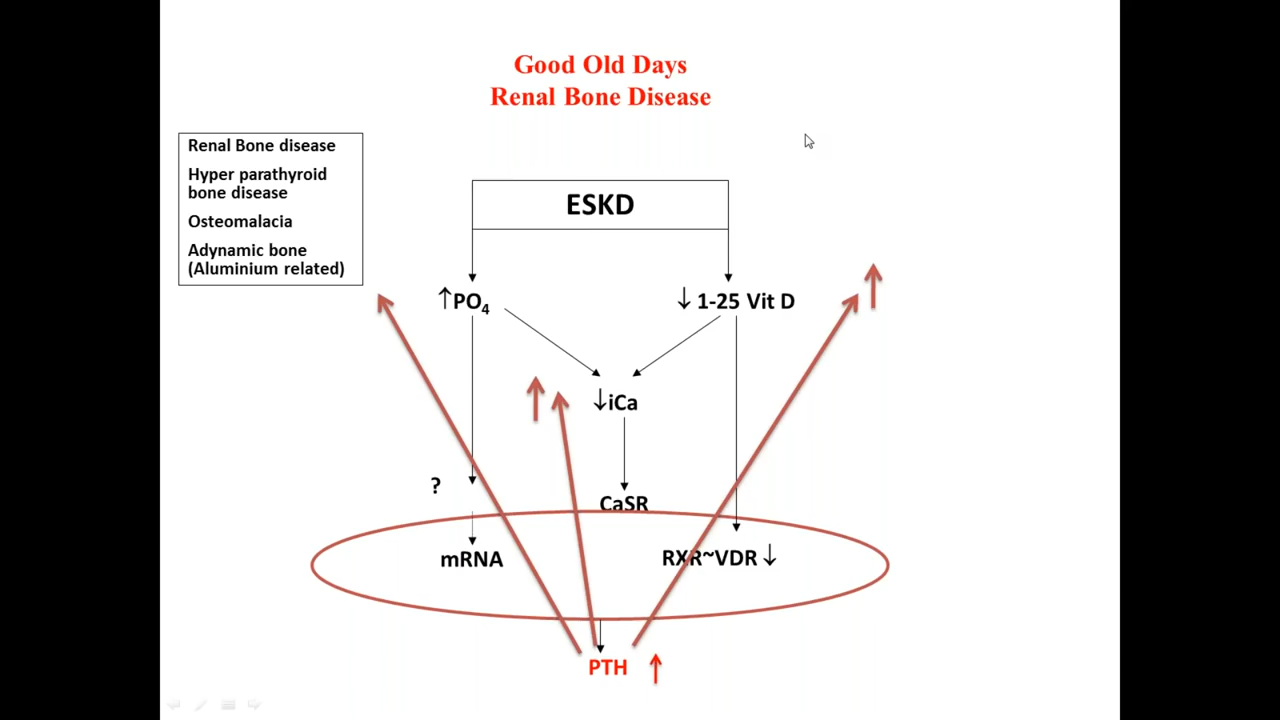 Good Old Days
Renal Bone Disease
Renal Bone disease
Hyper parathyroid
bone disease
Osteomalacia
Adynamic bone
(Aluminium related)
ESKD
↑PO4
↓ 1-25 Vit D
↓iCa
?
CaSR
mRNA
RXR~VDR ↓
PTH ↑